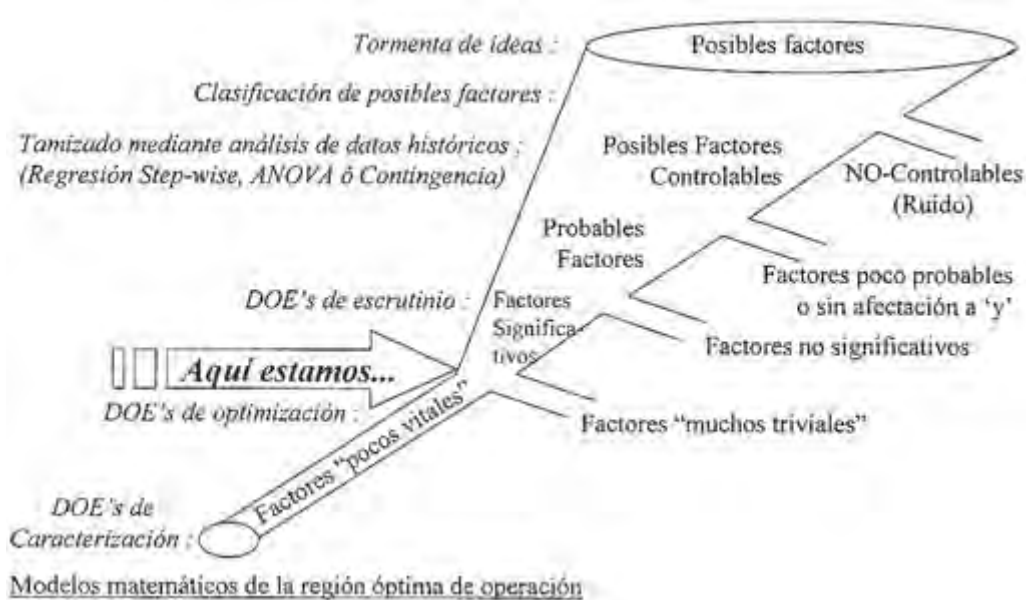 Tormenta de ideas :
Posibles factores
Clasificación de posibles factores :
Tamizado mediante análisis de datos históricos :
(Regresión Step-wise, ANOVA ó Contingencia)
Posibles Factores
Controlables
NO-Controlables
(Ruido)
Probables
Factores
Factores poco probables
o sin afectación a ‘y’
DOE's de escrutinio :
Factores
Significa-
tivos
Factores no significativos
Aquí estamos...
DOE's de optimización :
Factores “pocos vitales”
Factores “muchos triviales”
DOE's de
Caracterización :
Modelos matemáticos de la región óptima de operación